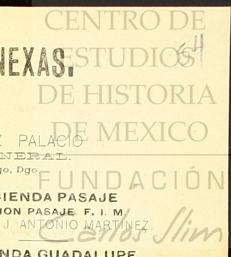 CENTRO DE
ESTUDIOS
54
NEXAS.
DE HISTORIA
DE MEXICO
PALACIO
NERAL.
go, Dgo
FUNDACIÓN
IENDA PASAJE
ION PASAJE F. I. M.
J. ANTONIO MARTINEZ
Carlos Slim
NDA GUADALUPE